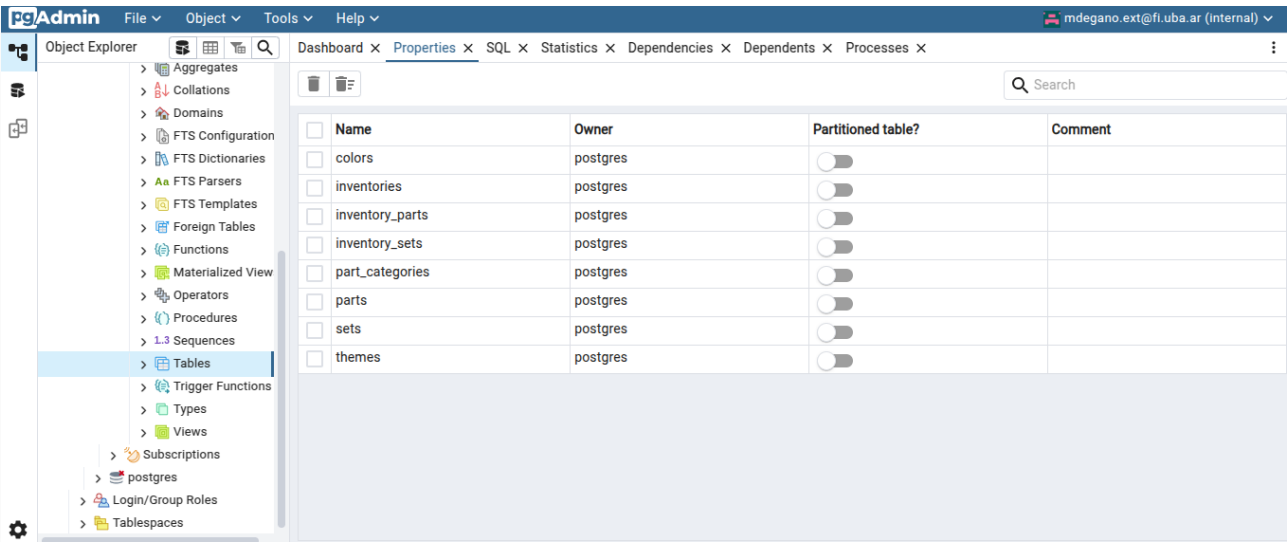 pgAdmin File Object Tools Help mdegano.ext@fi.uba.ar (internal)
Object Explorer
Dashboard Properties SQL Statistics Dependencies Dependents Processes
Aggregates
Collations
Domains
FTS Configuration
FTS Dictionaries
Aa FTS Parsers
FTS Templates
Foreign Tables
Functions
Materialized View
Operators
Procedures
1..3 Sequences
Tables
Trigger Functions
Types
Views
Subscriptions
postgres
Login/Group Roles
Tablespaces
Search
Name Owner Partitioned table? Comment
colors postgres
inventories postgres
inventory_parts postgres
inventory_sets postgres
part_categories postgres
parts postgres
sets postgres
themes postgres